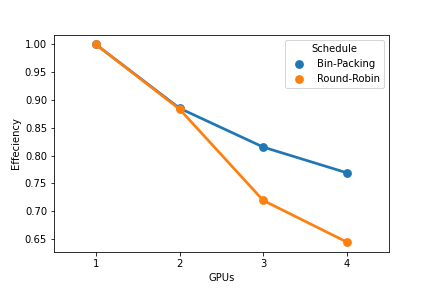 1.00
0.95
0.90
0.85
0.80
0.75
0.70
0.65
Effeciency
Schedule
Bin-Packing
Round-Robin
1 2 3 4
GPUs